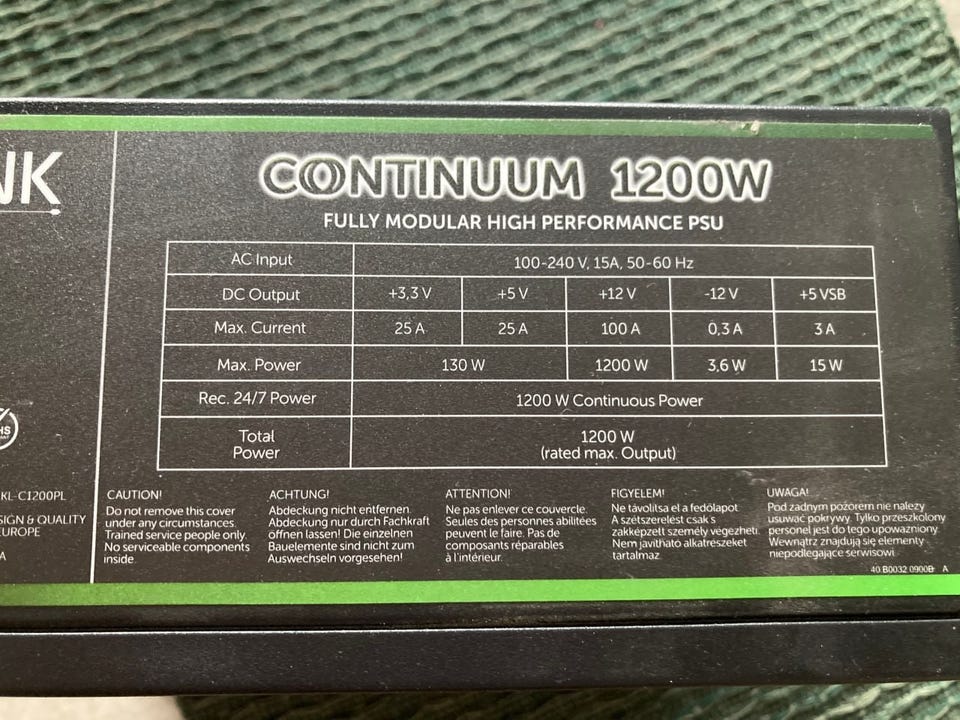 NK
CONTINUUM 1200W
FULLY MODULAR HIGH PERFORMANCE PSU
AC Input 100-240 V, 15A, 50-60 Hz
DC Output +3,3 V +5 V +12 V -12 V +5 VSB
Max. Current 25 A 25 A 100 A 0,3 A 3 A
Max. Power 130 W 1200 W 3,6 W 15 W
Rec. 24/7 Power 1200 W Continuous Power
Total Power 1200 W
(rated max. Output)
HS
KL-C1200PL
SIGN & QUALITY
EUROPE
A
CAUTION!
Do not remove this cover
under any circumstances.
Trained service people only.
No serviceable components
inside.
ACHTUNG!
Abdeckung nicht entfernen.
Abdeckung nur durch Fachkraft
öffnen lassen! Die einzelnen
Bauelemente sind nicht zum
Auswechseln vorgesehen!
ATTENTION!
Ne pas enlever ce couvercle.
Seules des personnes abilitées
peuvent le faire. Pas de
composants réparables
à l'intérieur.
FIGYELEM!
Ne távolítsa el a fedőlapot
A szétszerelést csak s
zakképzett személy végezheti.
Nem javítható alkatrészeket
tartalmaz.
UWAGA!
Pod żadnym pozorem nie należy
usuwać pokrywy. Tylko przeszkolony
personel jest do tego upoważniony.
Wewnątrz znajdują się elementy
niepodlegające serwisowi
40 B0032 0900B A